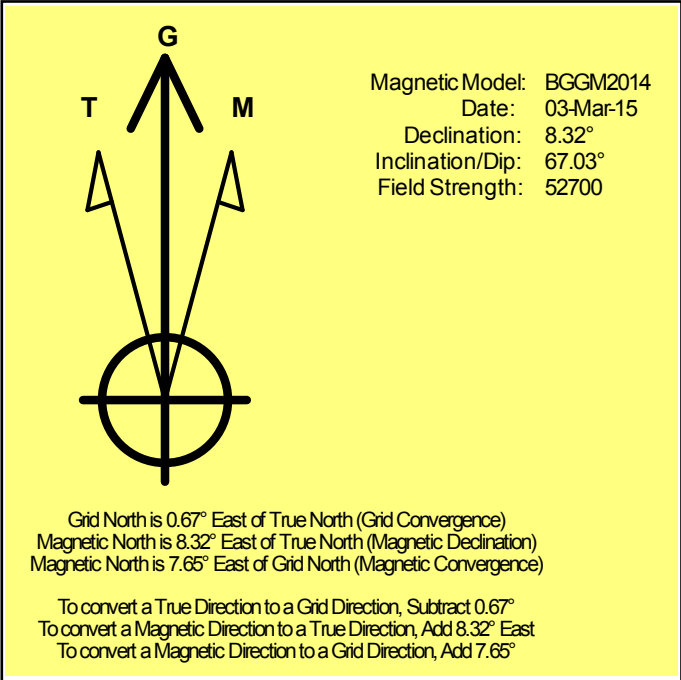 G
T M
Magnetic Model: BGGM2014
Date: 03-Mar-15
Declination: 8.32°
Inclination/Dip: 67.03°
Field Strength: 52700
Grid North is 0.67° East of True North (Grid Convergence)
Magnetic North is 8.32° East of True North (Magnetic Declination)
Magnetic North is 7.65° East of Grid North (Magnetic Convergence)
To convert a True Direction to a Grid Direction, Subtract 0.67°
To convert a Magnetic Direction to a True Direction, Add 8.32° East
To convert a Magnetic Direction to a Grid Direction, Add 7.65°